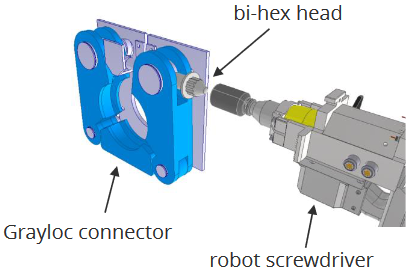 bi-hex head
Grayloc connector
robot screwdriver